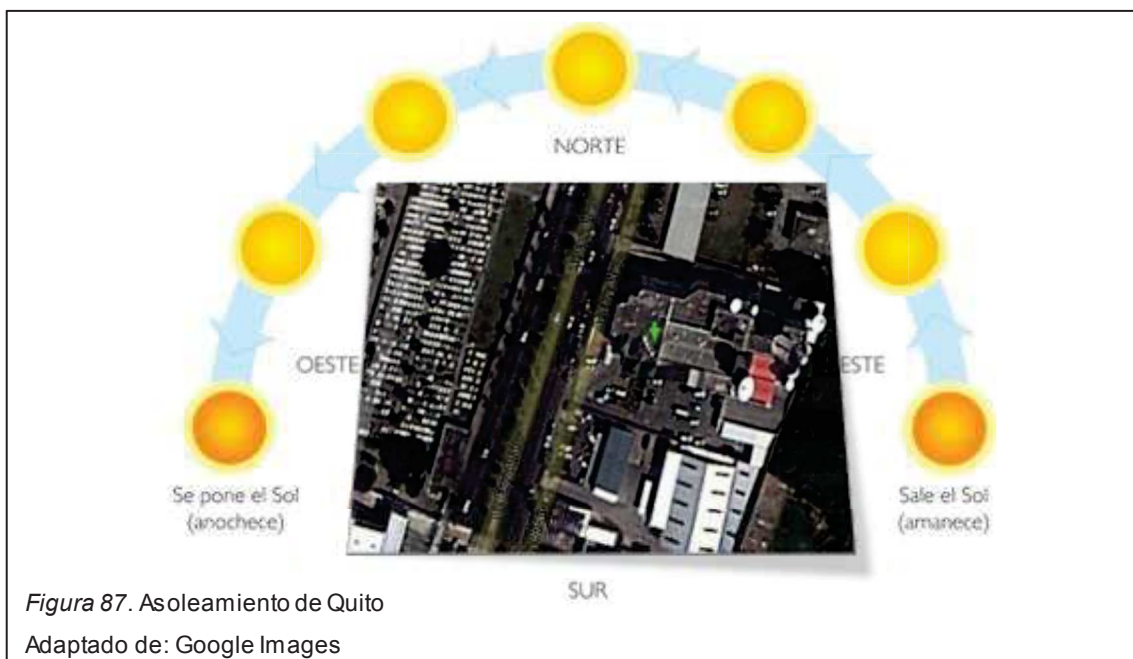 NORTE
OESTE
ESTE
Se pone el Sol
(anochece)
Sale el Sol
(amanece)
SUR
Figura 87. Asoleamiento de Quito
Adaptado de: Google Images